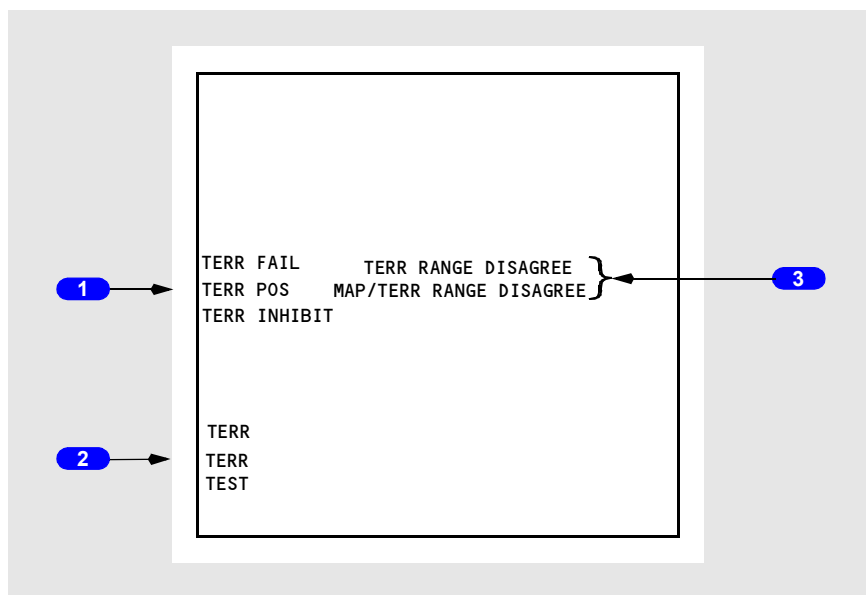 TERR FAIL
TERR RANGE DISAGREE
1
TERR POS
MAP/TERR RANGE DISAGREE
3
TERR INHIBIT
TERR
2
TERR
TEST